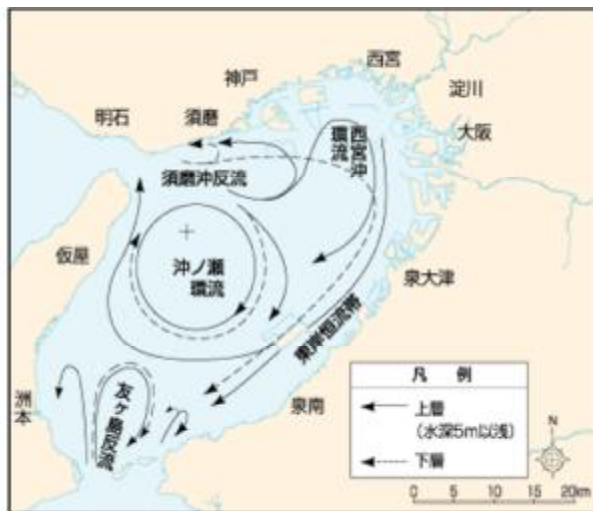 西宮
神戸
淀川
明石
須磨
大阪
西宮沖
環流
須磨沖反流
仮屋
沖ノ瀬
環流
泉大津
東岸恒流帯
洲本
友ヶ島反流
泉南
凡 例
上層
(水深5m以浅)
下層
N
0 5 10 15 20km